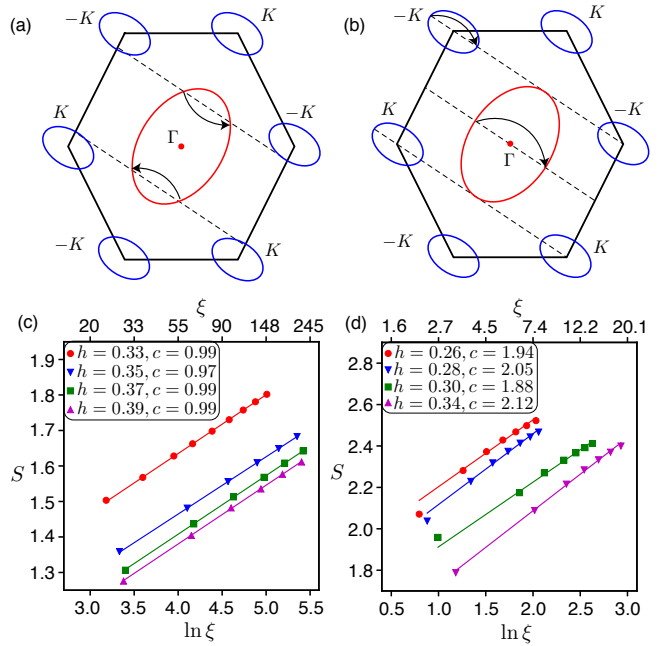 (a)
−K
K
K
−K
Γ
−K
K
(b)
−K
K
K
−K
Γ
−K
K
(c)
ξ
20 33 55 90 148 245
h = 0.33, c = 0.99
h = 0.35, c = 0.97
h = 0.37, c = 0.99
h = 0.39, c = 0.99
S
1.9
1.8
1.7
1.6
1.5
1.4
1.3
3.0 3.5 4.0 4.5 5.0 5.5
ln ξ
(d)
ξ
1.6 2.7 4.5 7.4 12.2 20.1
h = 0.26, c = 1.94
h = 0.28, c = 2.05
h = 0.30, c = 1.88
h = 0.34, c = 2.12
S
2.8
2.6
2.4
2.2
2.0
1.8
0.5 1.0 1.5 2.0 2.5 3.0
ln ξ